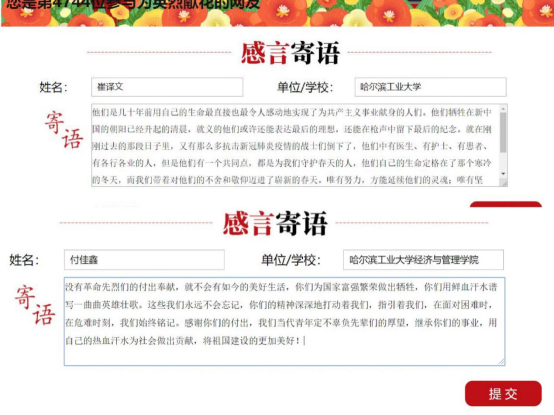 您是第4744位参与为英烈献花的网友
感言寄语
姓名： 崔译文 单位/学校： 哈尔滨工业大学
寄语
他们是几十年前用自己的生命最直接也最令人感动地实现了为共产主义事业献身的人们。他们牺牲在新中
国的朝阳已经升起的清晨，就义的他们或许还能表达最后的理想，还能在枪声中留下最后的纪念。就在刚
刚过去的那段日子里，又有那么多抗击新冠肺炎疫情的战士们倒下了，他们中有医生、有护士、有患者、
有各行各业的人，但是他们有一个共同点，都是为我们守护春天的人，他们自己的生命定格在了那个寒冷
的冬天，而我们带着对他们的不舍和敬仰迈进了崭新的春天。唯有努力，方能延续他们的灵魂；唯有坚
感言寄语
姓名： 付佳鑫 单位/学校： 哈尔滨工业大学经济与管理学院
寄语
没有革命先烈们的付出奉献，就不会有如今的美好生活，你们为国家富强繁荣做出牺牲，你们用鲜血汗水谱
写一曲曲英雄壮歌。这些我们永远不会忘记，你们的精神深深地打动着我们，指引着我们，在面对困难时，
在危难时刻，我们始终铭记。感谢你们的付出，我们当代青年定不辜负先辈们的厚望，继承你们的事业，用
自己的热血汗水为社会做出贡献，将祖国建设的更加美好！
提 交